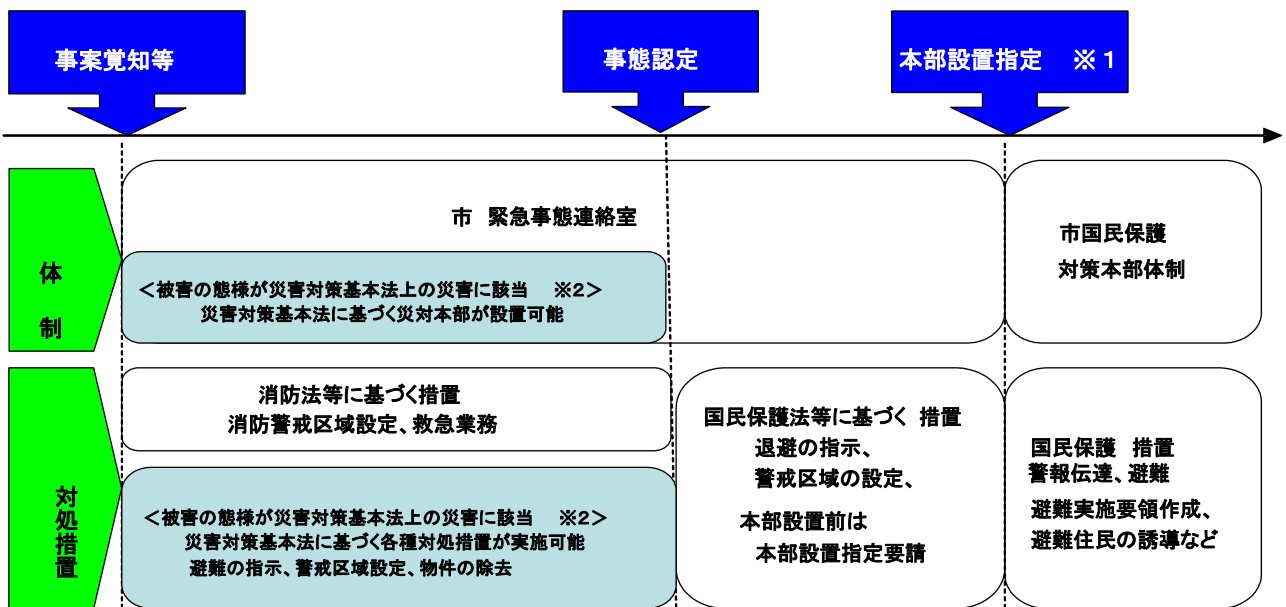 事案覚知等
事態認定
本部設置指定　※１
体制
市　緊急事態連絡室
＜被害の態様が災害対策基本法上の災害に該当　※2＞
災害対策基本法に基づく災対本部が設置可能
市国民保護
対策本部体制
対処措置
消防法等に基づく措置
消防警戒区域設定、救急業務
＜被害の態様が災害対策基本法上の災害に該当　※2＞
災害対策基本法に基づく各種対処措置が実施可能
避難の指示、警戒区域設定、物件の除去
国民保護法等に基づく 措置
退避の指示、
警戒区域の設定、
本部設置前は
本部設置指定要請
国民保護　措置
警報伝達、避難
避難実施要領作成、
避難住民の誘導など